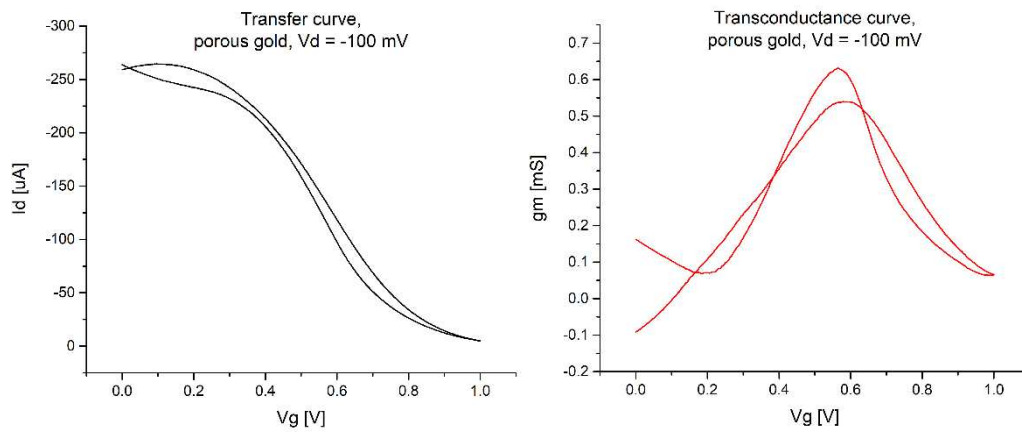 Transfer curve,
porous gold, Vd = -100 mV
-300
-250
-200
-150
-100
-50
0
Id [uA]
0.0 0.2 0.4 0.6 0.8 1.0
Vg [V]
Transconductance curve,
porous gold, Vd = -100 mV
0.7
0.6
0.5
0.4
0.3
0.2
0.1
0.0
-0.1
-0.2
gm [mS]
0.0 0.2 0.4 0.6 0.8 1.0
Vg [V]